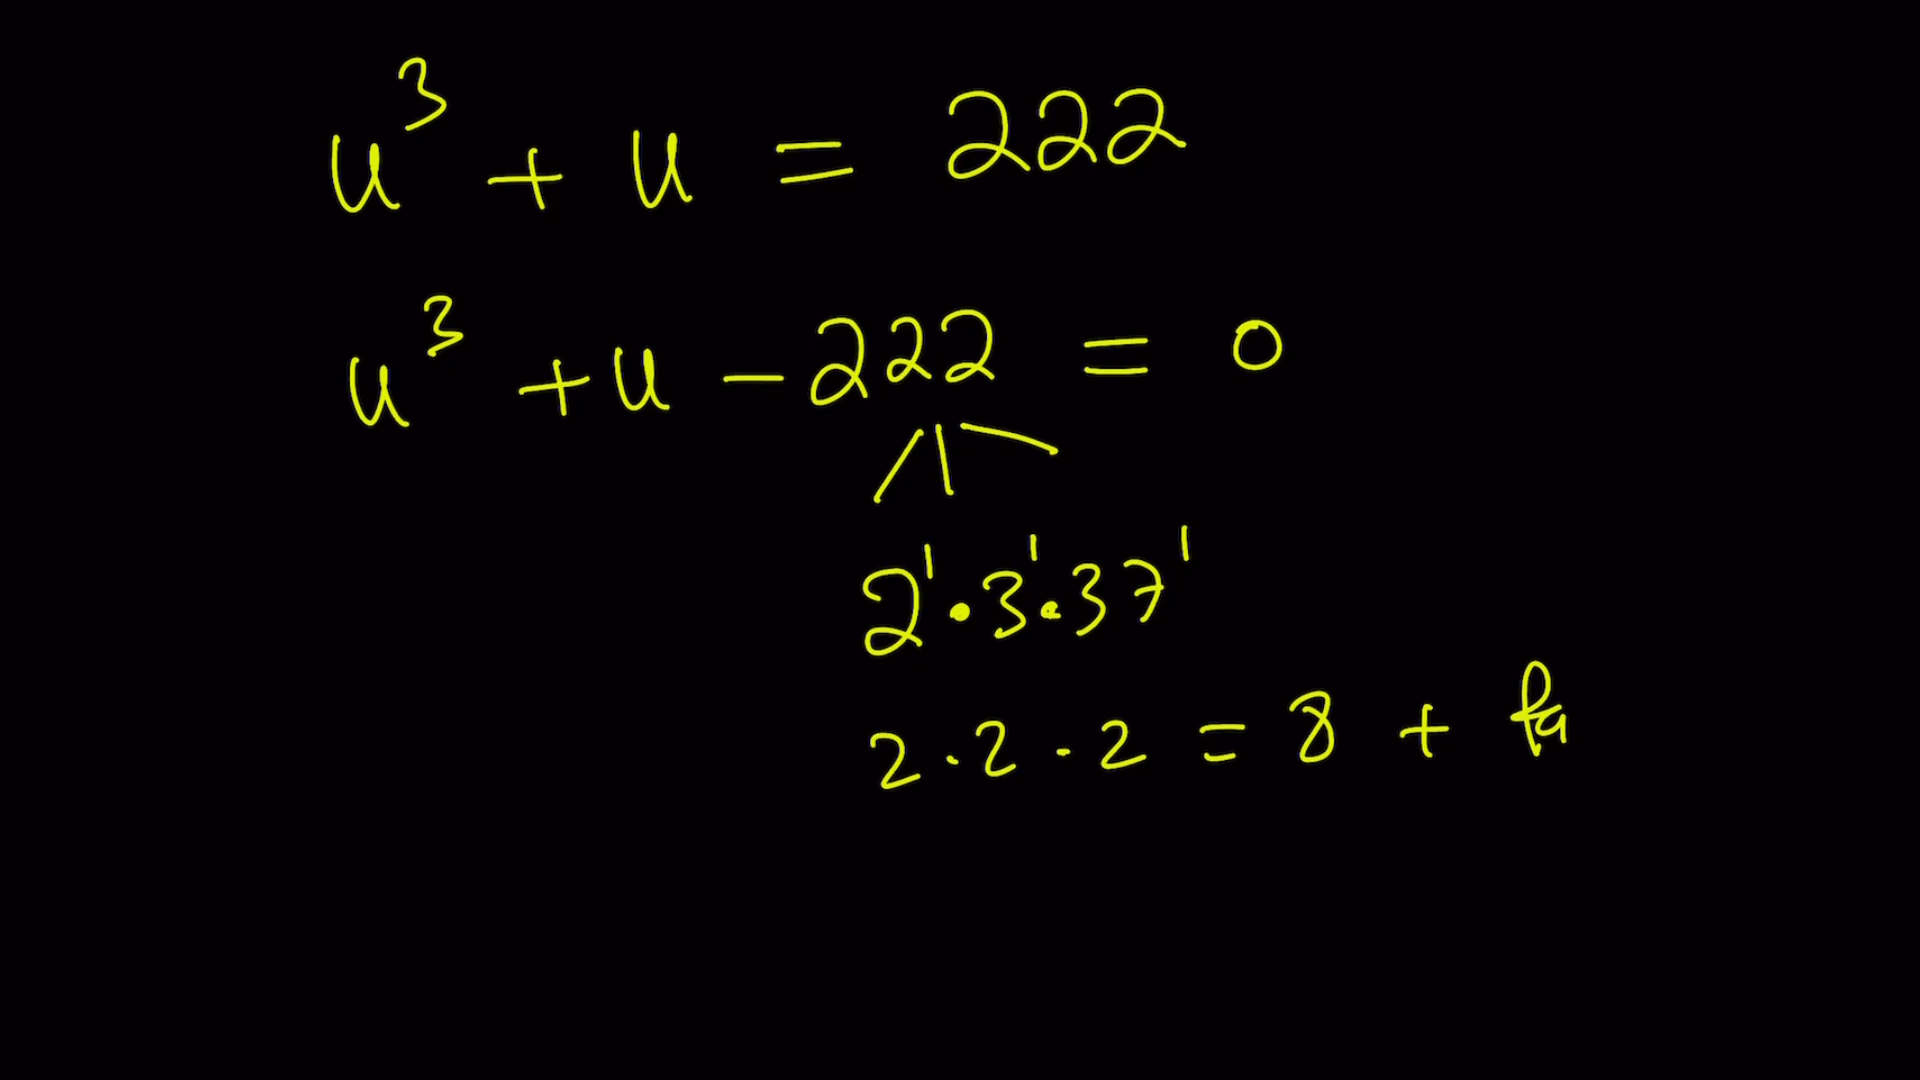 u³ + u = 222
u³ + u - 222 = 0
2¹ • 3¹ • 37¹
2 . 2 . 2 = 8 +